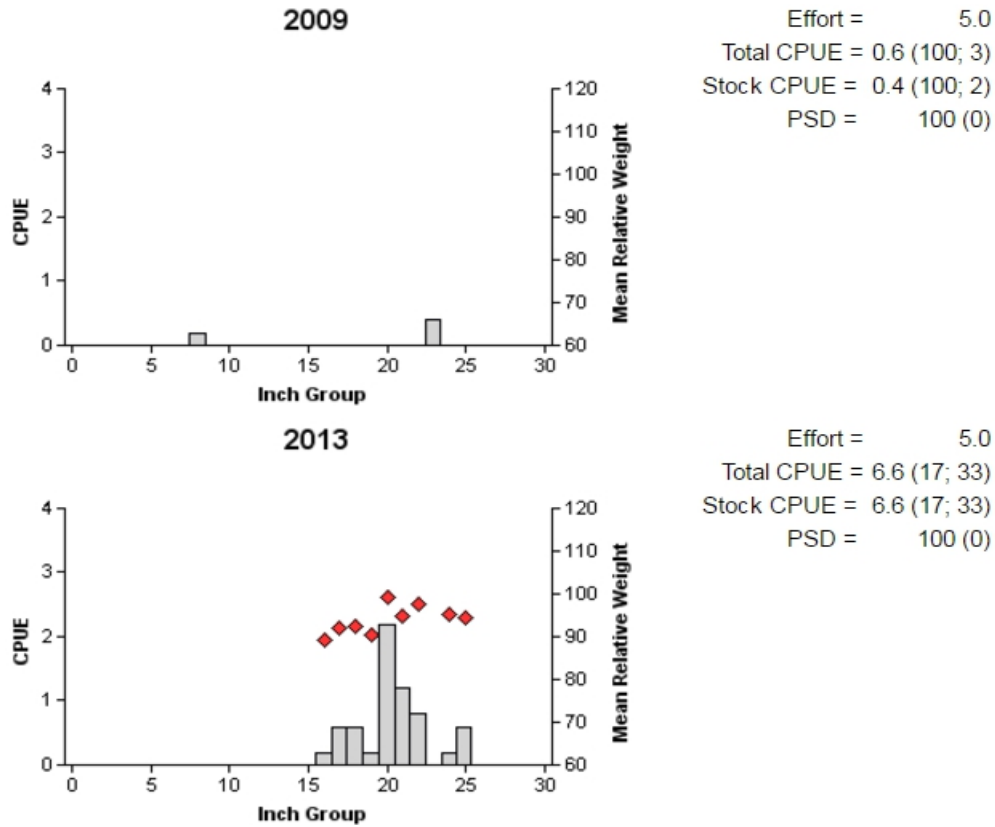 2009
Effort = 5.0
Total CPUE = 0.6 (100; 3)
Stock CPUE = 0.4 (100; 2)
PSD = 100 (0)
4
3
2
1
0
CPUE
120
110
100
90
80
70
60
Mean Relative Weight
0 5 10 15 20 25 30
Inch Group
2013
Effort = 5.0
Total CPUE = 6.6 (17; 33)
Stock CPUE = 6.6 (17; 33)
PSD = 100 (0)
4
3
2
1
0
CPUE
120
110
100
90
80
70
60
Mean Relative Weight
0 5 10 15 20 25 30
Inch Group